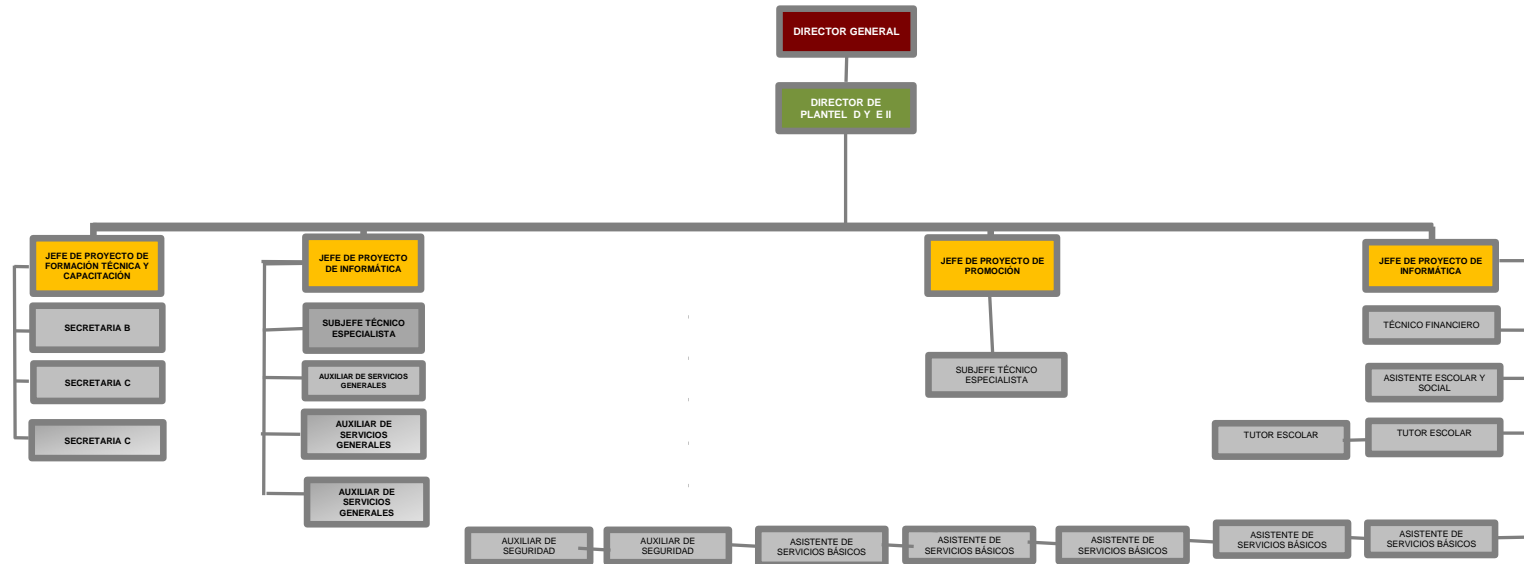 DIRECTOR GENERAL
DIRECTOR DE
PLANTEL D Y E II
JEFE DE PROYECTO DE
FORMACIÓN TÉCNICA Y
CAPACITACIÓN
JEFE DE PROYECTO
DE INFORMÁTICA
JEFE DE PROYECTO DE
PROMOCIÓN
JEFE DE PROYECTO DE
INFORMÁTICA
SECRETARIA B
SUBJEFE TÉCNICO
ESPECIALISTA
TÉCNICO FINANCIERO
SECRETARIA C
AUXILIAR DE SERVICIOS
GENERALES
SUBJEFE TÉCNICO
ESPECIALISTA
ASISTENTE ESCOLAR Y
SOCIAL
SECRETARIA C
AUXILIAR DE
SERVICIOS
GENERALES
TUTOR ESCOLAR
TUTOR ESCOLAR
AUXILIAR DE
SERVICIOS
GENERALES
AUXILIAR DE
SEGURIDAD
AUXILIAR DE
SEGURIDAD
ASISTENTE DE
SERVICIOS BÁSICOS
ASISTENTE DE
SERVICIOS BÁSICOS
ASISTENTE DE
SERVICIOS BÁSICOS
ASISTENTE DE
SERVICIOS BÁSICOS
ASISTENTE DE
SERVICIOS BÁSICOS